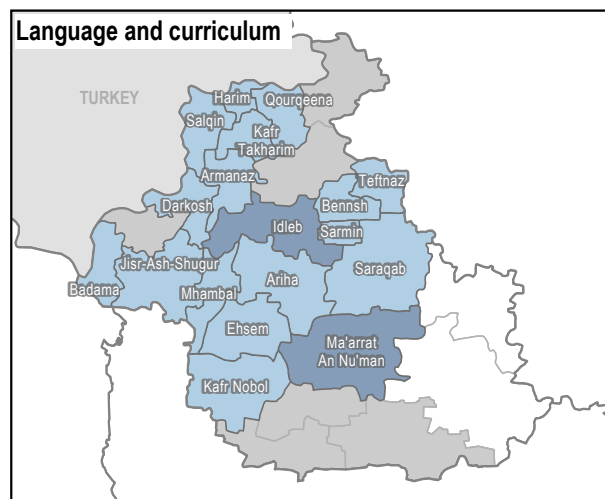 Language and curriculum
TURKEY
Harim
Qourqeena
Salqin
Kafr
Takharim
Armanaz
Teftnaz
Darkosh
Bennsh
Idleb
Sarmin
Jisr-Ash-Shugur
Saraqab
Badama
Mhambal
Ariha
Ehsem
Ma'arrat
An Nu'man
Kafr Nobol